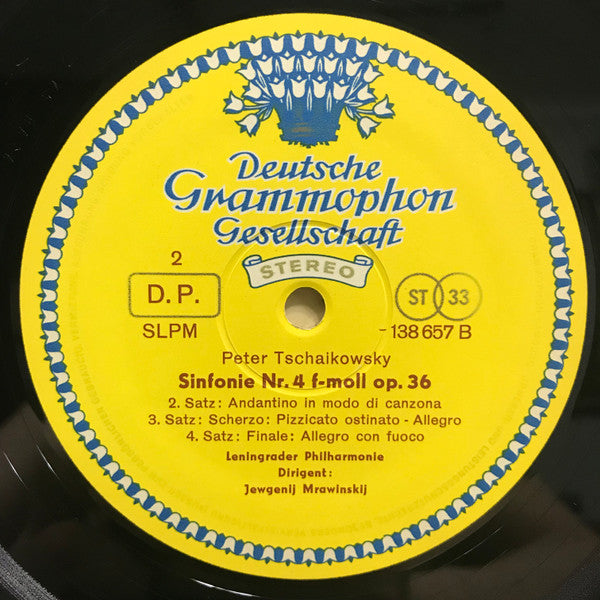 Deutsche
Grammophon
Gesellschaft
STEREO
2
D. P.
ST 33
SLPM
-138 657 B
Peter Tschaikowsky
Sinfonie Nr. 4 f-moll op. 36
2. Satz: Andantino in modo di canzona
3. Satz: Scherzo: Pizzicato ostinato - Allegro
4. Satz: Finale: Allegro con fuoco
Leningrader Philharmonie
Dirigent:
Jewgenij Mrawinskij